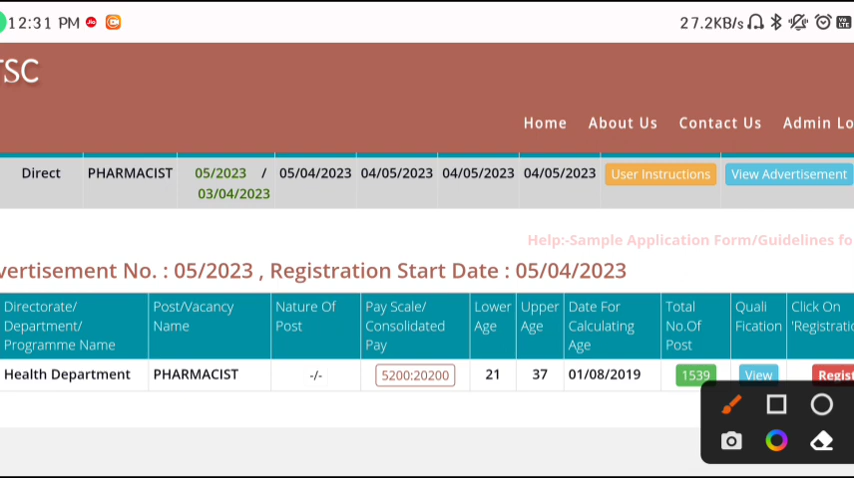 12:31 PM
27.2KB/s
Home About Us Contact Us Admin Lo
Direct PHARMACIST 05/2023 / 05/04/2023 04/05/2023 04/05/2023 04/05/2023 User Instructions View Advertisement
03/04/2023
Help:-Sample Application Form/Guidelines fo
vertisement No. : 05/2023 , Registration Start Date : 05/04/2023
Directorate/ Post/Vacancy Nature Of Pay Scale/ Lower Upper Date For Total Quali Click On
Department/ Name Post Consolidated Age Age Calculating No.Of Fication 'Registratio
Programme Name Pay Age Post
Health Department PHARMACIST -/- 5200:20200 21 37 01/08/2019 1539 View Regist